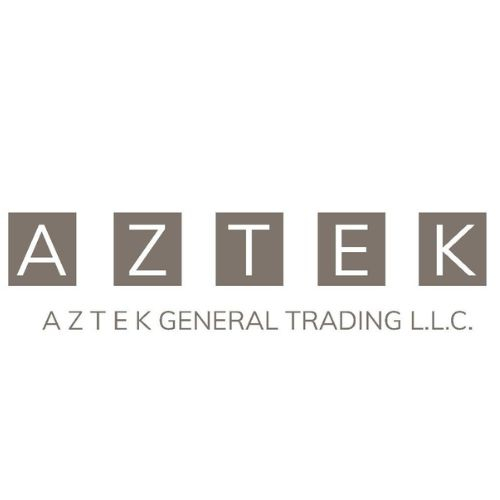 A Z T E K
A Z T E K GENERAL TRADING L.L.C.